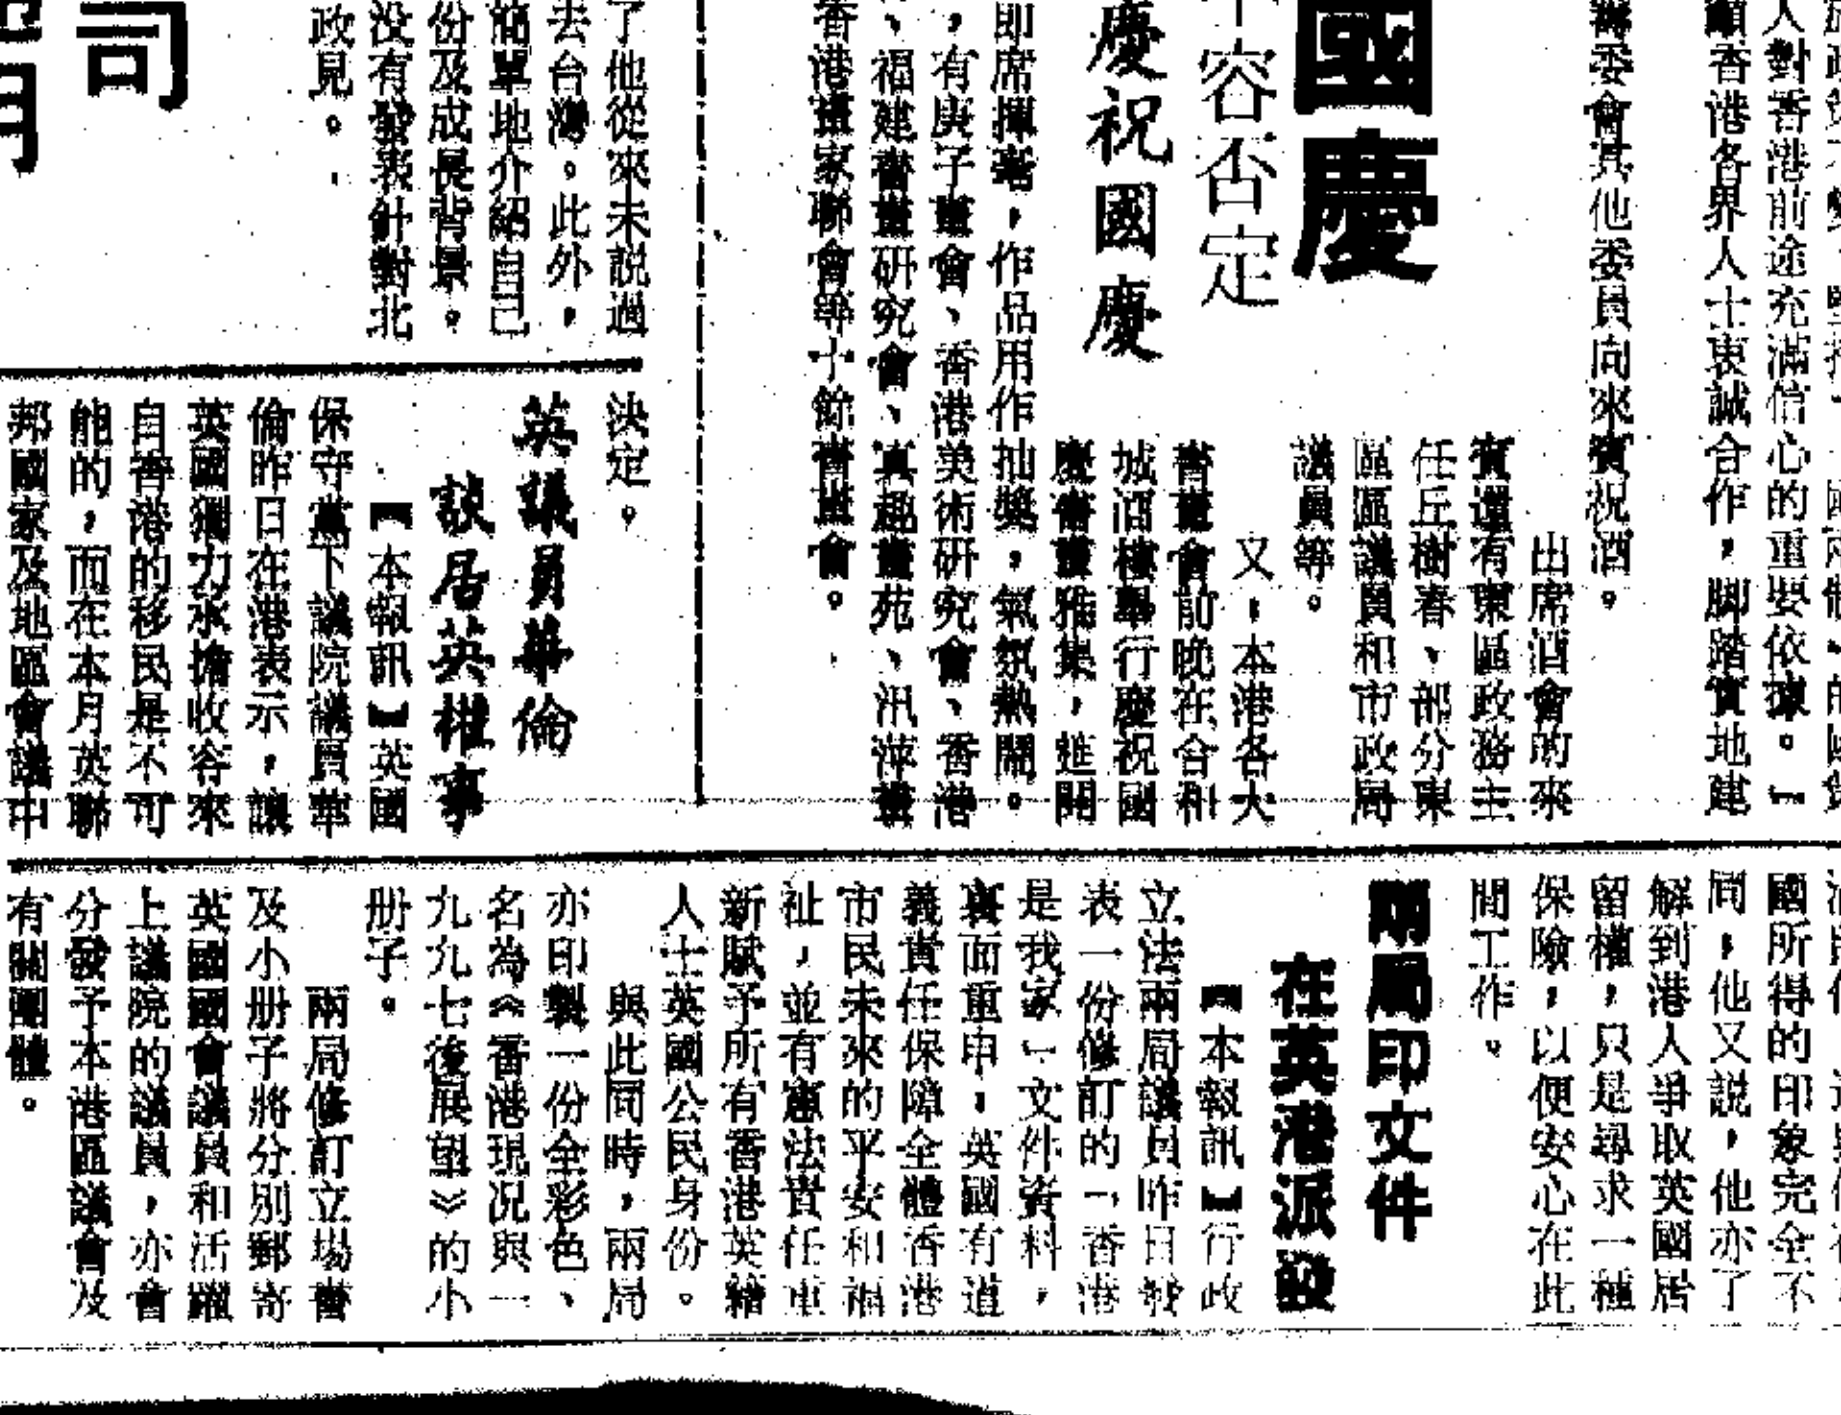 人對香港前途充滿信心的重要依據。」
願香港各界人士衷誠合作,脚踏實地建
籌委會其他委員向來賓祝酒。
出席酒會的來
賓還有東區政務主
任丘樹春、部分東
區區議員和市政局
議員等。
國慶
容否定
慶祝國慶
又,本港各大
書畫會前晚在合和
城酒樓舉行慶祝國
慶書畫雅集,
即席揮毫,作品用作抽獎,氣氛熱鬧。
,有庚子畫會、香港美術研究會、香港
、福建書畫研究會、真趣畫苑、汛萍書
香港畫家聯會等十餘書畫會。
了他從來未説過
去台灣。此外,
簡單地介紹自己
份及成長背景。
没有發表針對北
政見。
司
決定。
英議員華倫
談居英權事
【本報訊】英國
保守黨下議院議員華
倫昨日在港表示,讓
英國獨力承擔收容來
自香港的移民是不可
能的,而在本月英聯
邦國家及地區會議中
國所得的印象完全不
同,他又説,他亦了
解到港人爭取英國居
留權,只是尋求一種
保險,以便安心在此
間工作。
兩局印文件
在英港派發
【本報訊】行政
立法兩局議員昨日發
表一份修訂的「香港
是我家」文件資料,
裏面重申,英國有道
義責任保障全體香港
市民未來的平安和福
祉,並有憲法責任重
新賦予所有香港英籍
人士英國公民身份。
與此同時,兩局
亦印製一份全彩色、
名為《香港現况與一
九九七後展望》的小
册子。
兩局修訂立場書
及小册子將分別郵寄
英國國會議員和活躍
上議院的議員,亦會
分發予本港區議會及
有關團體。